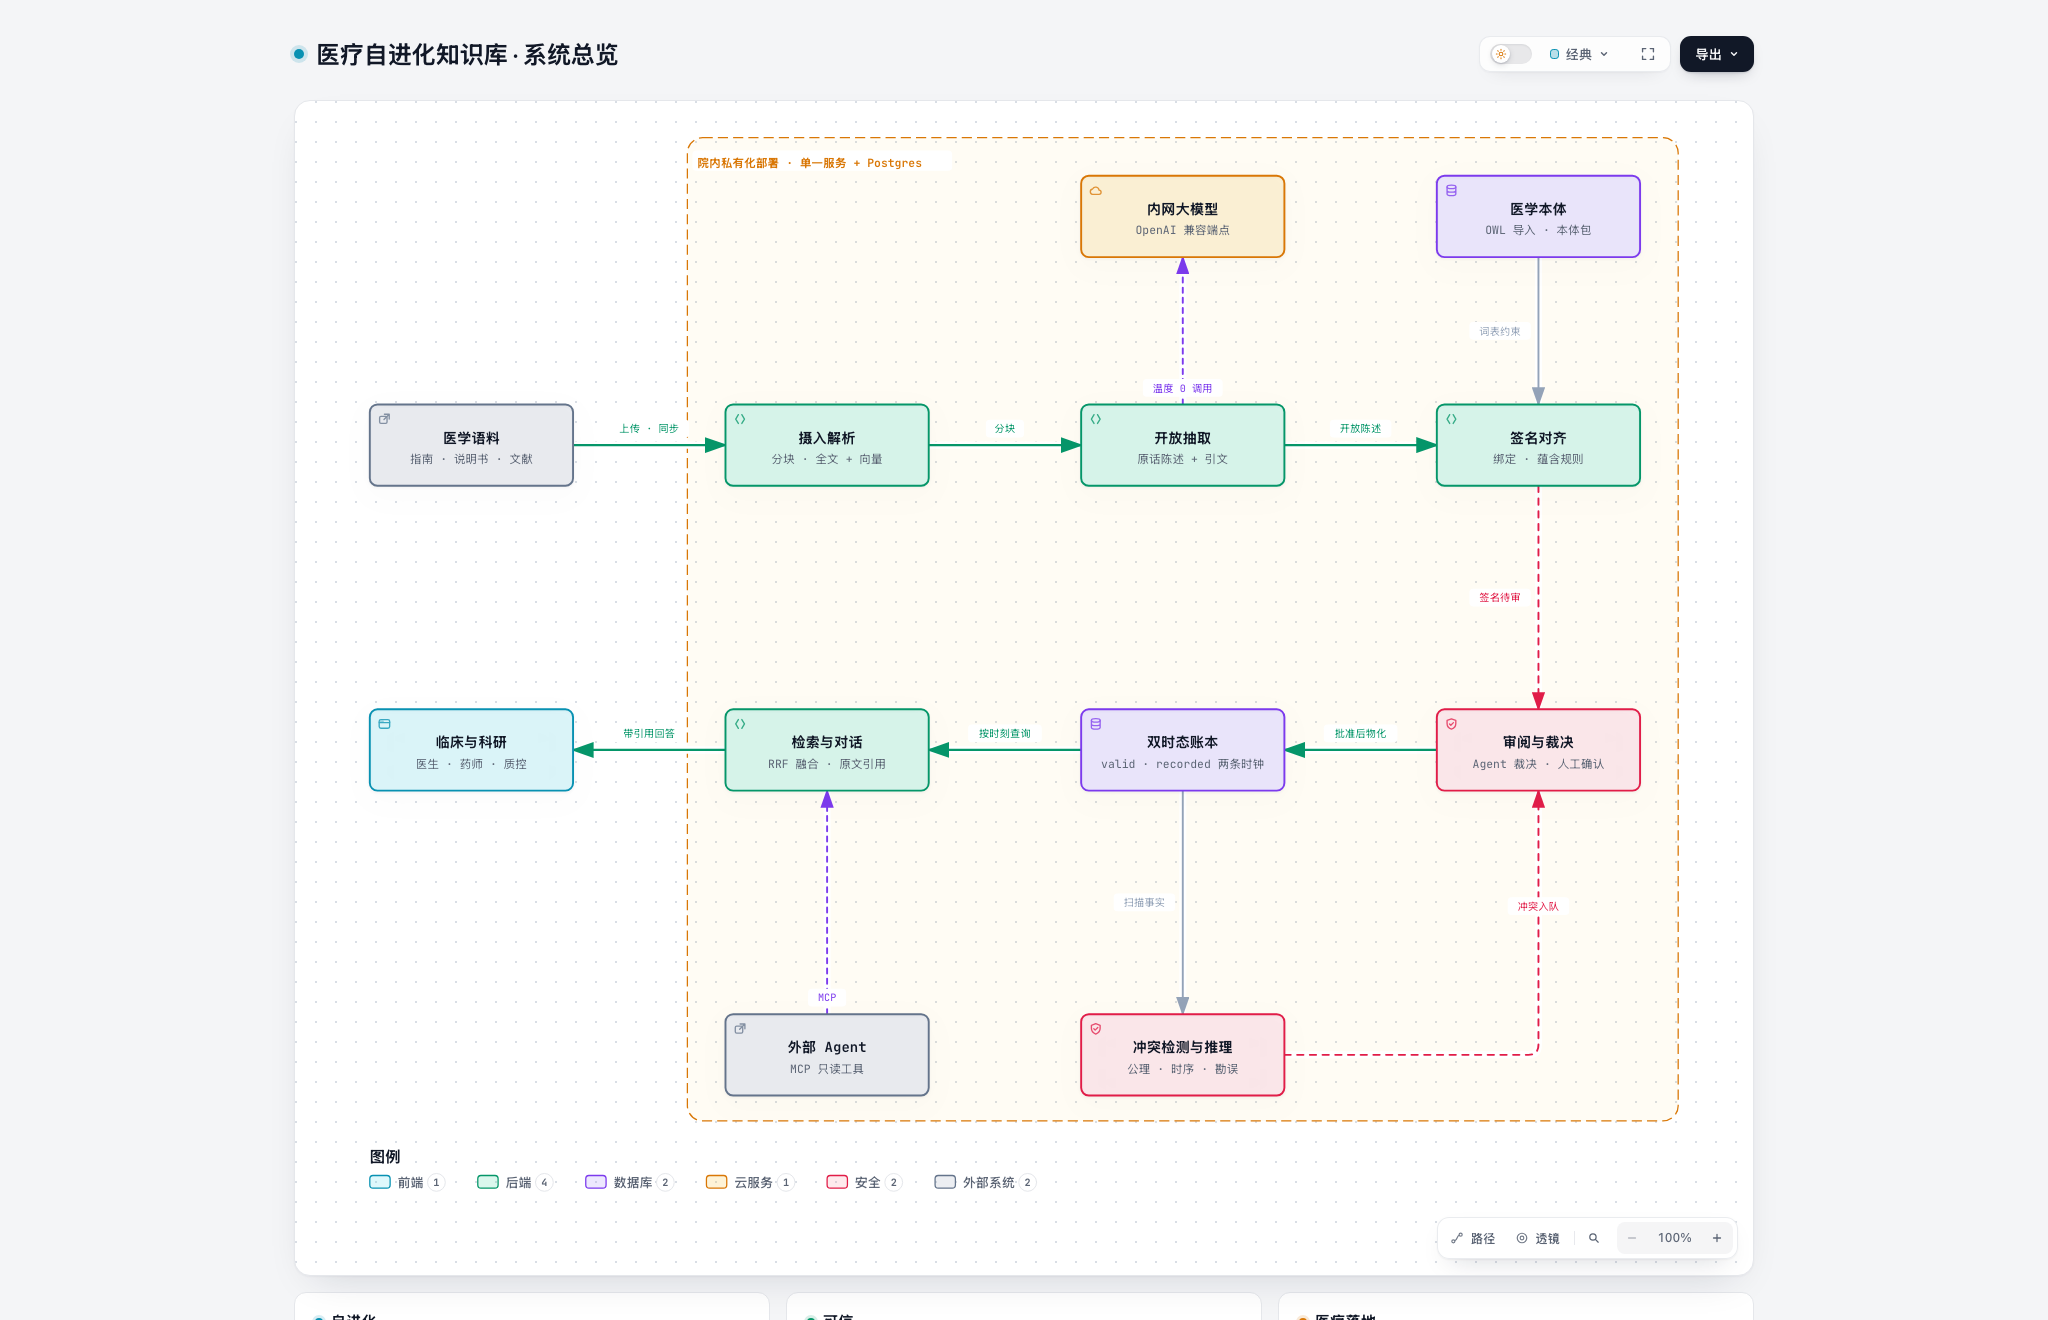 医疗自进化知识库 · 系统总览
经典
导出
院内私有化部署 · 单一服务 + Postgres
内网大模型
OpenAI 兼容端点
医学本体
OWL 导入 · 本体包
词表约束
温度 0 调用
医学语料
指南 · 说明书 · 文献
上传 · 同步
摄入解析
分块 · 全文 + 向量
分块
开放抽取
原话陈述 + 引文
开放陈述
签名对齐
绑定 · 蕴含规则
签名待审
临床与科研
医生 · 药师 · 质控
带引用回答
检索与对话
RRF 融合 · 原文引用
按时刻查询
双时态账本
valid · recorded 两条时钟
批准后物化
审阅与裁决
Agent 裁决 · 人工确认
扫描事实
冲突入队
MCP
外部 Agent
MCP 只读工具
冲突检测与推理
公理 · 时序 · 勘误
图例
前端 1 后端 4 数据库 2 云服务 1 安全 2 外部系统 2
路径 透镜 − 100% +
自进化
可信
医疗落地